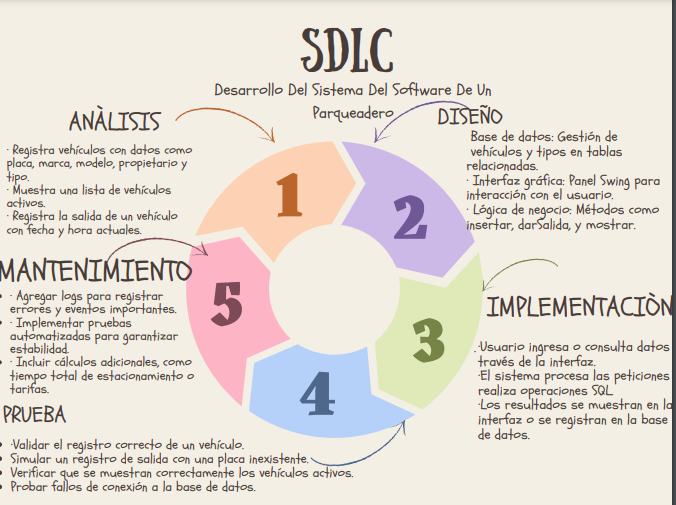 SDLC
Desarrollo Del Sistema Del Software De Un
Parqueadero
ANÀLISIS
· Registra vehículos con datos como
placa, marca, modelo, propietario y
tipo.
· Muestra una lista de vehículos
activos.
· Registra la salida de un vehículo
con fecha y hora actuales.
DISEÑO
Base de datos: Gestión de
vehículos y tipos en tablas
relacionadas.
· Interfaz gráfica: Panel Swing para
interacción con el usuario.
· Lógica de negocio: Métodos como
insertar, darSalida, y mostrar.
1
2
3
4
5
IMPLEMENTACIÒN
·Usuario ingresa o consulta datos
través de la interfaz.
·El sistema procesa las peticiones
realiza operaciones SQL
·Los resultados se muestran en la
interfaz o se registran en la base
de datos.
MANTENIMIENTO
• · Agregar logs para registrar
errores y eventos importantes.
• · Implementar pruebas
automatizadas para garantizar
estabilidad.
• · Incluir cálculos adicionales, como
tiempo total de estacionamiento o
tarifas.
PRUEBA
• ·Validar el registro correcto de un vehículo.
• Simular un registro de salida con una placa inexistente.
• Verificar que se muestran correctamente los vehículos activos.
• Probar fallos de conexión a la base de datos.